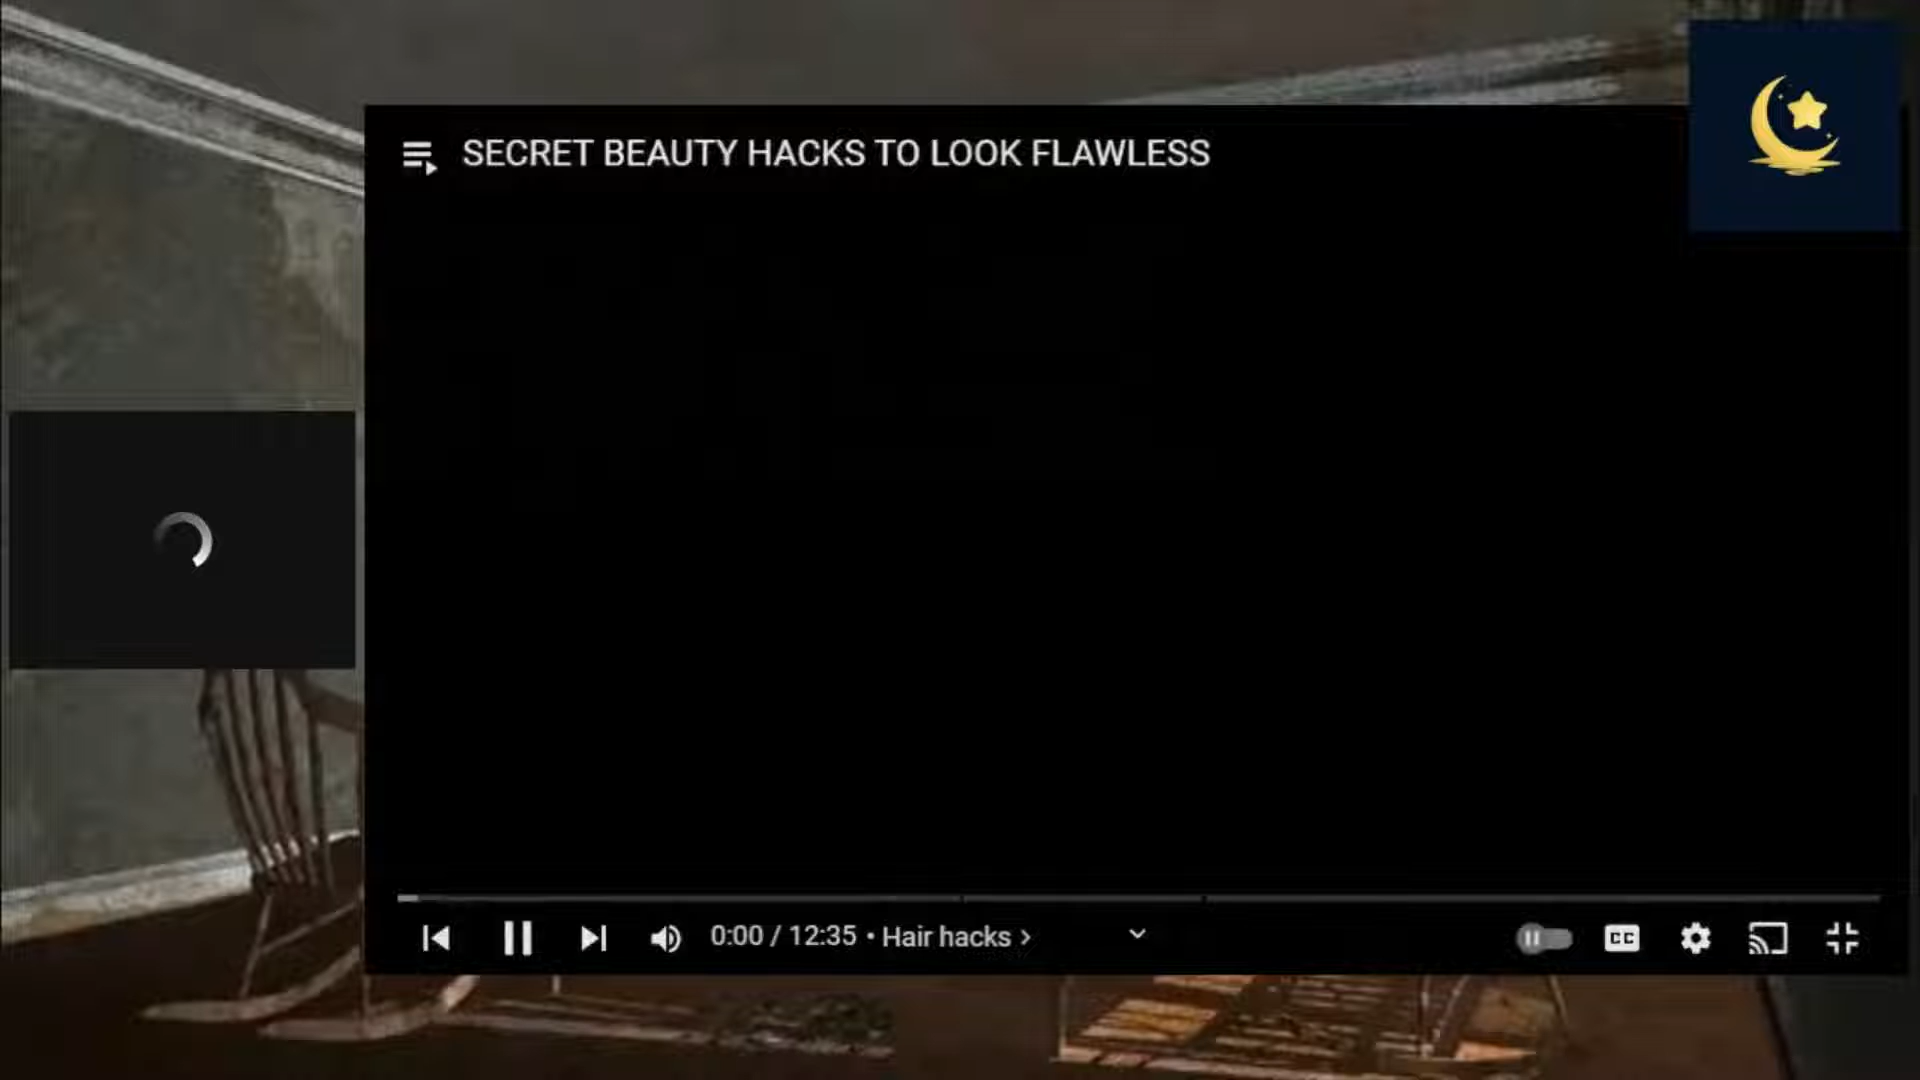 SECRET BEAUTY HACKS TO LOOK FLAWLESS
0:00 / 12:35 • Hair hacks >
CC